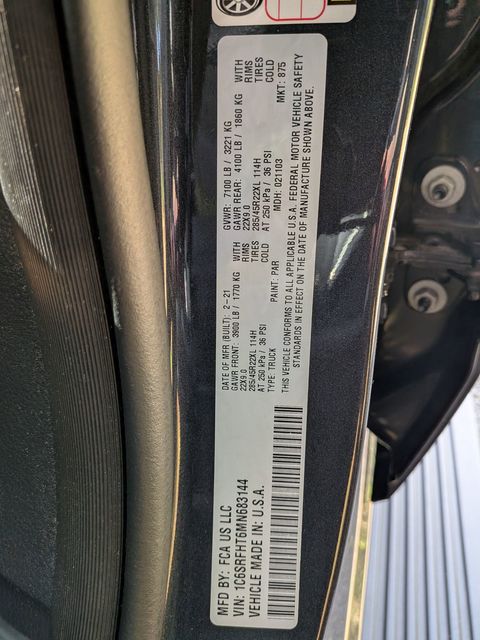 MFD BY: FCA US LLC
DATE OF MFR (BUILT): 2-21
GVWR: 7100 LB / 3221 KG
GAWR FRONT: 3900 LB / 1770 KG WITH
GAWR REAR: 4100 LB / 1860 KG WITH
22X9.0 RIMS
22X9.0 RIMS
285/45R22XL 114H TIRES
285/45R22XL 114H TIRES
AT 250 kPa / 36 PSI COLD
AT 250 kPa / 36 PSI COLD
VIN: 1C6SRFHT6MN683144
TYPE: TRUCK
PAINT: PAR
MDH: 021103
MKT: 875
VEHICLE MADE IN: U.S.A.
THIS VEHICLE CONFORMS TO ALL APPLICABLE U.S.A. FEDERAL MOTOR VEHICLE SAFETY
STANDARDS IN EFFECT ON THE DATE OF MANUFACTURE SHOWN ABOVE.